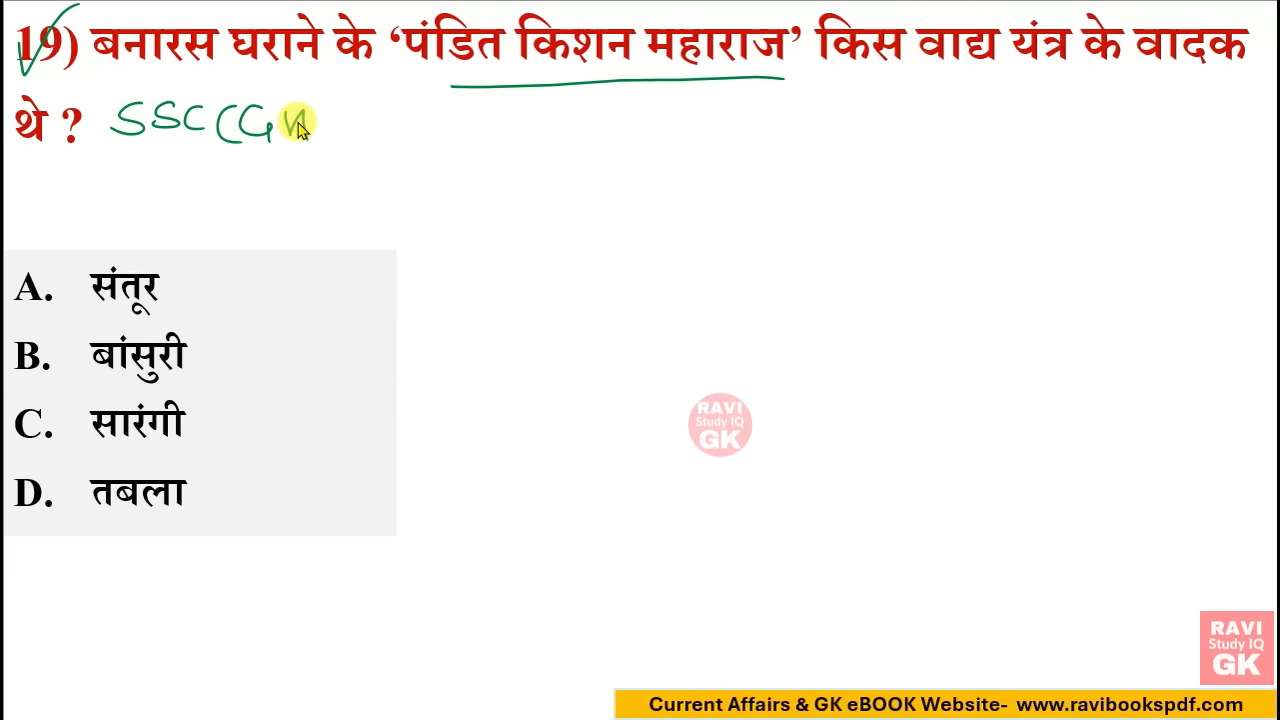 19) बनारस घराने के ‘पंडित किशन महाराज’ किस वाद्य यंत्र के वादक
थे ? SSC CG
A. संतूर
B. बांसुरी
C. सारंगी
D. तबला
RAVI
Study IQ
GK
RAVI
Study IQ
GK
Current Affairs & GK eBOOK Website- www.ravibookspdf.com